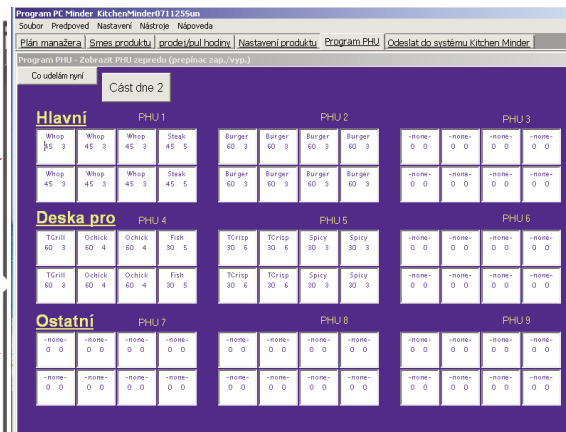 Program PC Minder KitchenMinder071125Sun
Soubor Predpoved Nastavení Nástroje Nápoveda
Plán manažera Smes produktu prodej/pul hodiny Nastavení produktu Program PHU Odeslat do systému Kitchen Minder
Program PHU - Zobrazit PHU zepredu (prepínac zap./vyp.)
Co udelám nyní
Cást dne 2
Hlavní PHU 1 PHU 2 PHU 3
Whop Whop Whop Steak Burger Burger Burger Burger -none- -none- -none- -none-
45 3 45 3 45 3 45 5 60 3 60 3 60 3 60 3 0 0 0 0 0 0 0 0
Whop Whop Whop Steak Burger Burger Burger Burger -none- -none- -none- -none-
45 3 45 3 45 3 45 5 60 3 60 3 60 3 60 3 0 0 0 0 0 0 0 0
Deska pro PHU 4 PHU 5 PHU 6
TGrill Ochick Ochick Fish TCrisp TCrisp Spicy Spicy -none- -none- -none- -none-
60 3 60 4 60 4 30 5 30 6 30 6 30 3 30 3 0 0 0 0 0 0 0 0
TGrill Ochick Ochick Fish TCrisp TCrisp Spicy Spicy -none- -none- -none- -none-
60 3 60 4 60 4 30 5 30 6 30 6 30 3 30 3 0 0 0 0 0 0 0 0
Ostatní PHU 7 PHU 8 PHU 9
-none- -none- -none- -none- -none- -none- -none- -none- -none- -none- -none- -none-
0 0 0 0 0 0 0 0 0 0 0 0 0 0 0 0 0 0 0 0 0 0 0 0
-none- -none- -none- -none- -none- -none- -none- -none- -none- -none- -none- -none-
0 0 0 0 0 0 0 0 0 0 0 0 0 0 0 0 0 0 0 0 0 0 0 0